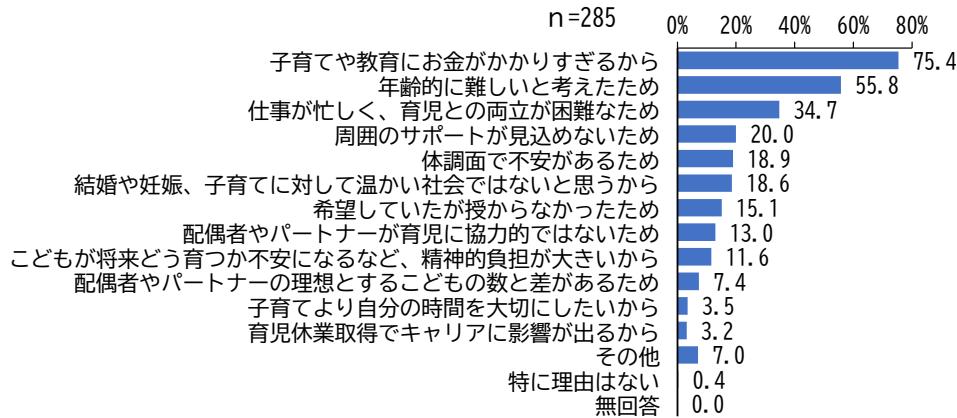 n=285
0% 20% 40% 60% 80%
子育てや教育にお金がかかりすぎるから 75.4
年齢的に難しいと考えたため 55.8
仕事が忙しく、育児との両立が困難なため 34.7
周囲のサポートが見込めないため 20.0
体調面で不安があるため 18.9
結婚や妊娠、子育てに対して温かい社会ではないと思うから 18.6
希望していたが授からなかったため 15.1
配偶者やパートナーが育児に協力的ではないため 13.0
こどもが将来どう育つか不安になるなど、精神的負担が大きいから 11.6
配偶者やパートナーの理想とするこどもの数と差があるため 7.4
子育てより自分の時間を大切にしたいから 3.5
育児休業取得でキャリアに影響が出るから 3.2
その他 7.0
特に理由はない 0.4
無回答 0.0